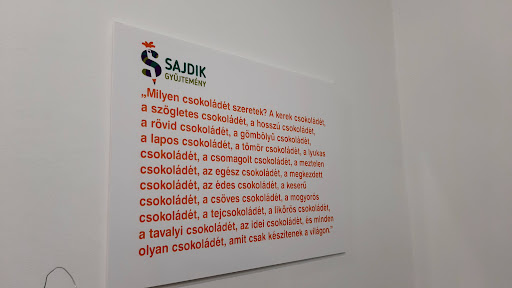 SAJDIK
GYŰJTEMÉNY
„Milyen csokoládét szeretek? A kerek csokoládét,
a szögletes csokoládét, a hosszú csokoládét,
a rövid csokoládét, a gömbölyű csokoládét,
a lapos csokoládét, a tömör csokoládét, a lyukas
csokoládét, a csomagolt csokoládét, a meztelen
csokoládét, az egész csokoládét, a megkezdett
csokoládét, az édes csokoládét, a keserű
csokoládét, a csöves csokoládét, a mogyorós
csokoládét, a tejcsokoládét, a likőrös csokoládét,
a tavalyi csokoládét, az idei csokoládét, és minden
olyan csokoládét, amit csak készítenek a világon.”